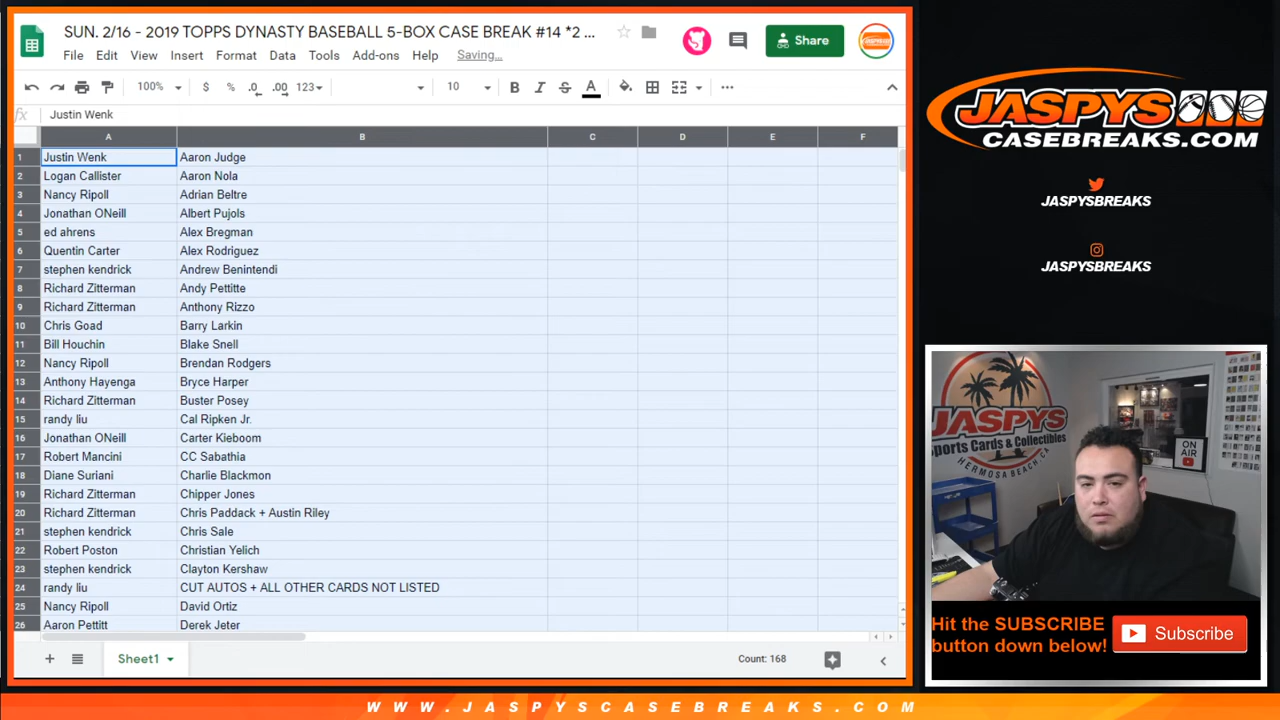 SUN. 2/16 - 2019 TOPPS DYNASTY BASEBALL 5-BOX CASE BREAK #14 *2 ...
File Edit View Insert Format Data Tools Add-ons Help Saving...
Share
100% $ % .0 .00 123 10 B I S A
fx Justin Wenk
A B C D E F
1 Justin Wenk Aaron Judge
2 Logan Callister Aaron Nola
3 Nancy Ripoll Adrian Beltre
4 Jonathan ONeill Albert Pujols
5 ed ahrens Alex Bregman
6 Quentin Carter Alex Rodriguez
7 stephen kendrick Andrew Benintendi
8 Richard Zitterman Andy Pettitte
9 Richard Zitterman Anthony Rizzo
10 Chris Goad Barry Larkin
11 Bill Houchin Blake Snell
12 Nancy Ripoll Brendan Rodgers
13 Anthony Hayenga Bryce Harper
14 Richard Zitterman Buster Posey
15 randy liu Cal Ripken Jr.
16 Jonathan ONeill Carter Kieboom
17 Robert Mancini CC Sabathia
18 Diane Suriani Charlie Blackmon
19 Richard Zitterman Chipper Jones
20 Richard Zitterman Chris Paddack + Austin Riley
21 stephen kendrick Chris Sale
22 Robert Poston Christian Yelich
23 stephen kendrick Clayton Kershaw
24 randy liu CUT AUTOS + ALL OTHER CARDS NOT LISTED
25 Nancy Ripoll David Ortiz
26 Aaron Pettitt Derek Jeter
Sheet1
Count: 168
JASPYS
CASEBREAKS.COM
JASPYSBREAKS
JASPYSBREAKS
JASPYS
Sports Cards & Collectibles
HERMOSA BEACH, CA
ON
AIR
Hit the SUBSCRIBE
button down below!
Subscribe
WWW.JASPYSCASEBREAKS.COM